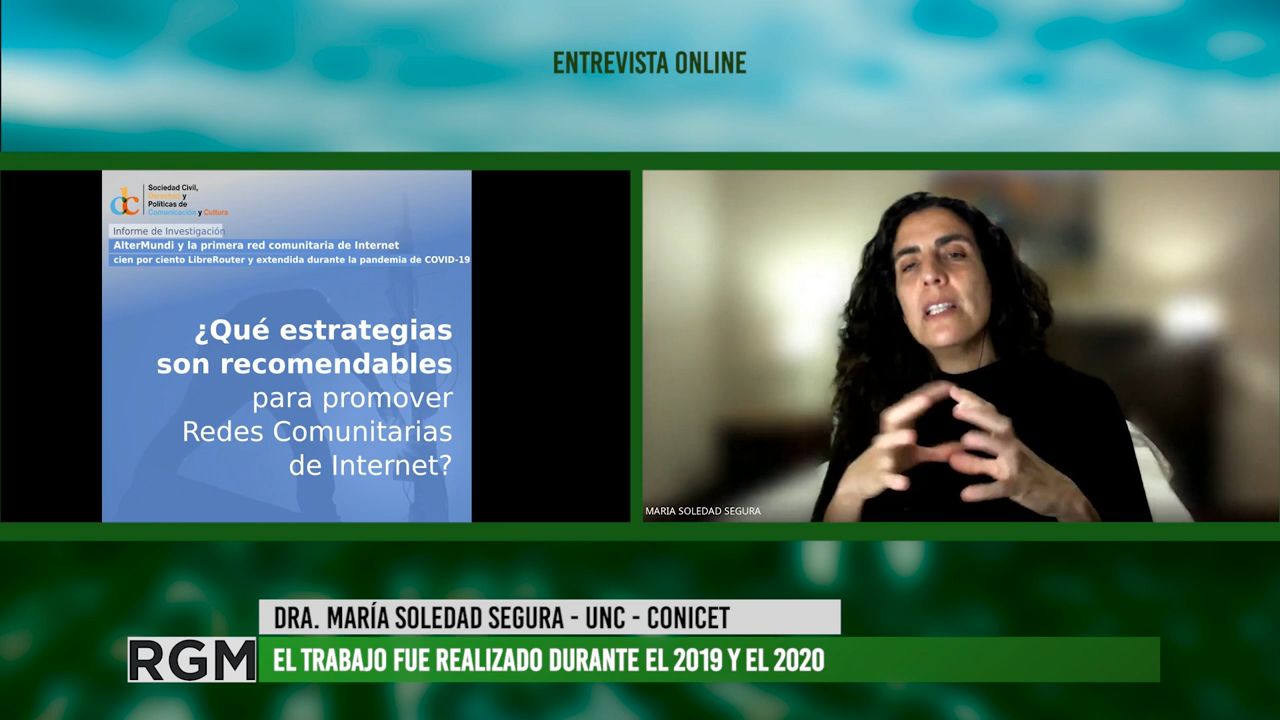 ENTREVISTA ONLINE
Sociedad Civil,
Derechos y
Políticas de
Comunicación y Cultura
Informe de Investigación
AlterMundi y la primera red comunitaria de Internet
cien por ciento LibreRouter y extendida durante la pandemia de COVID-19
¿Qué estrategias
son recomendables
para promover
Redes Comunitarias
de Internet?
MARIA SOLEDAD SEGURA
DRA. MARÍA SOLEDAD SEGURA - UNC - CONICET
RGM
EL TRABAJO FUE REALIZADO DURANTE EL 2019 Y EL 2020